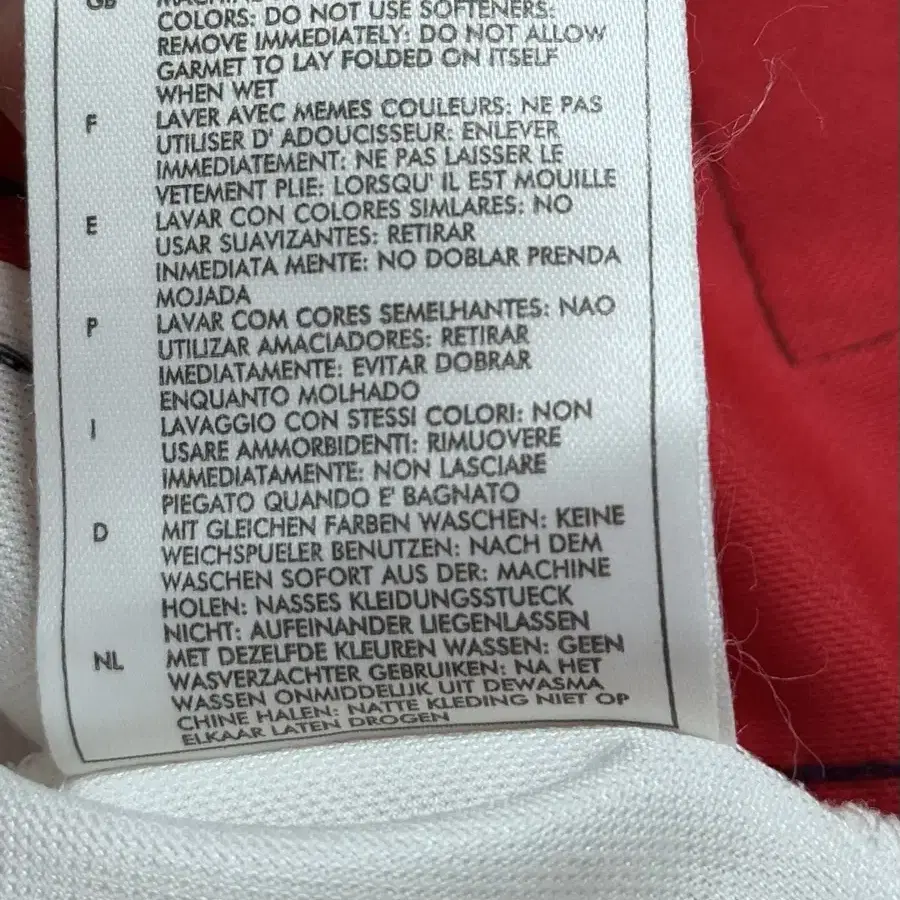 GB
COLORS: DO NOT USE SOFTENERS:
REMOVE IMMEDIATELY: DO NOT ALLOW
GARMET TO LAY FOLDED ON ITSELF
WHEN WET
F LAVER AVEC MEMES COULEURS: NE PAS
UTILISER D' ADOUCISSEUR: ENLEVER
IMMEDIATEMENT: NE PAS LAISSER LE
VETEMENT PLIE: LORSQU' IL EST MOUILLE
E LAVAR CON COLORES SIMLARES: NO
USAR SUAVIZANTES: RETIRAR
INMEDIATA MENTE: NO DOBLAR PRENDA
MOJADA
P LAVAR COM CORES SEMELHANTES: NAO
UTILIZAR AMACIADORES: RETIRAR
IMEDIATAMENTE: EVITAR DOBRAR
ENQUANTO MOLHADO
I LAVAGGIO CON STESSI COLORI: NON
USARE AMMORBIDENTI: RIMUOVERE
IMMEDIATAMENTE: NON LASCIARE
PIEGATO QUANDO E' BAGNATO
D MIT GLEICHEN FARBEN WASCHEN: KEINE
WEICHSPUELER BENUTZEN: NACH DEM
WASCHEN SOFORT AUS DER: MACHINE
HOLEN: NASSES KLEIDUNGSSTUECK
NICHT: AUFEINANDER LIEGENLASSEN
NL MET DEZELFDE KLEUREN WASSEN: GEEN
WASVERZACHTER GEBRUIKEN: NA HET
WASSEN ONMIDDELIJK UIT DEWASMA
CHINE HALEN: NATTE KLEDING NIET OP
ELKAAR LATEN DROGEN